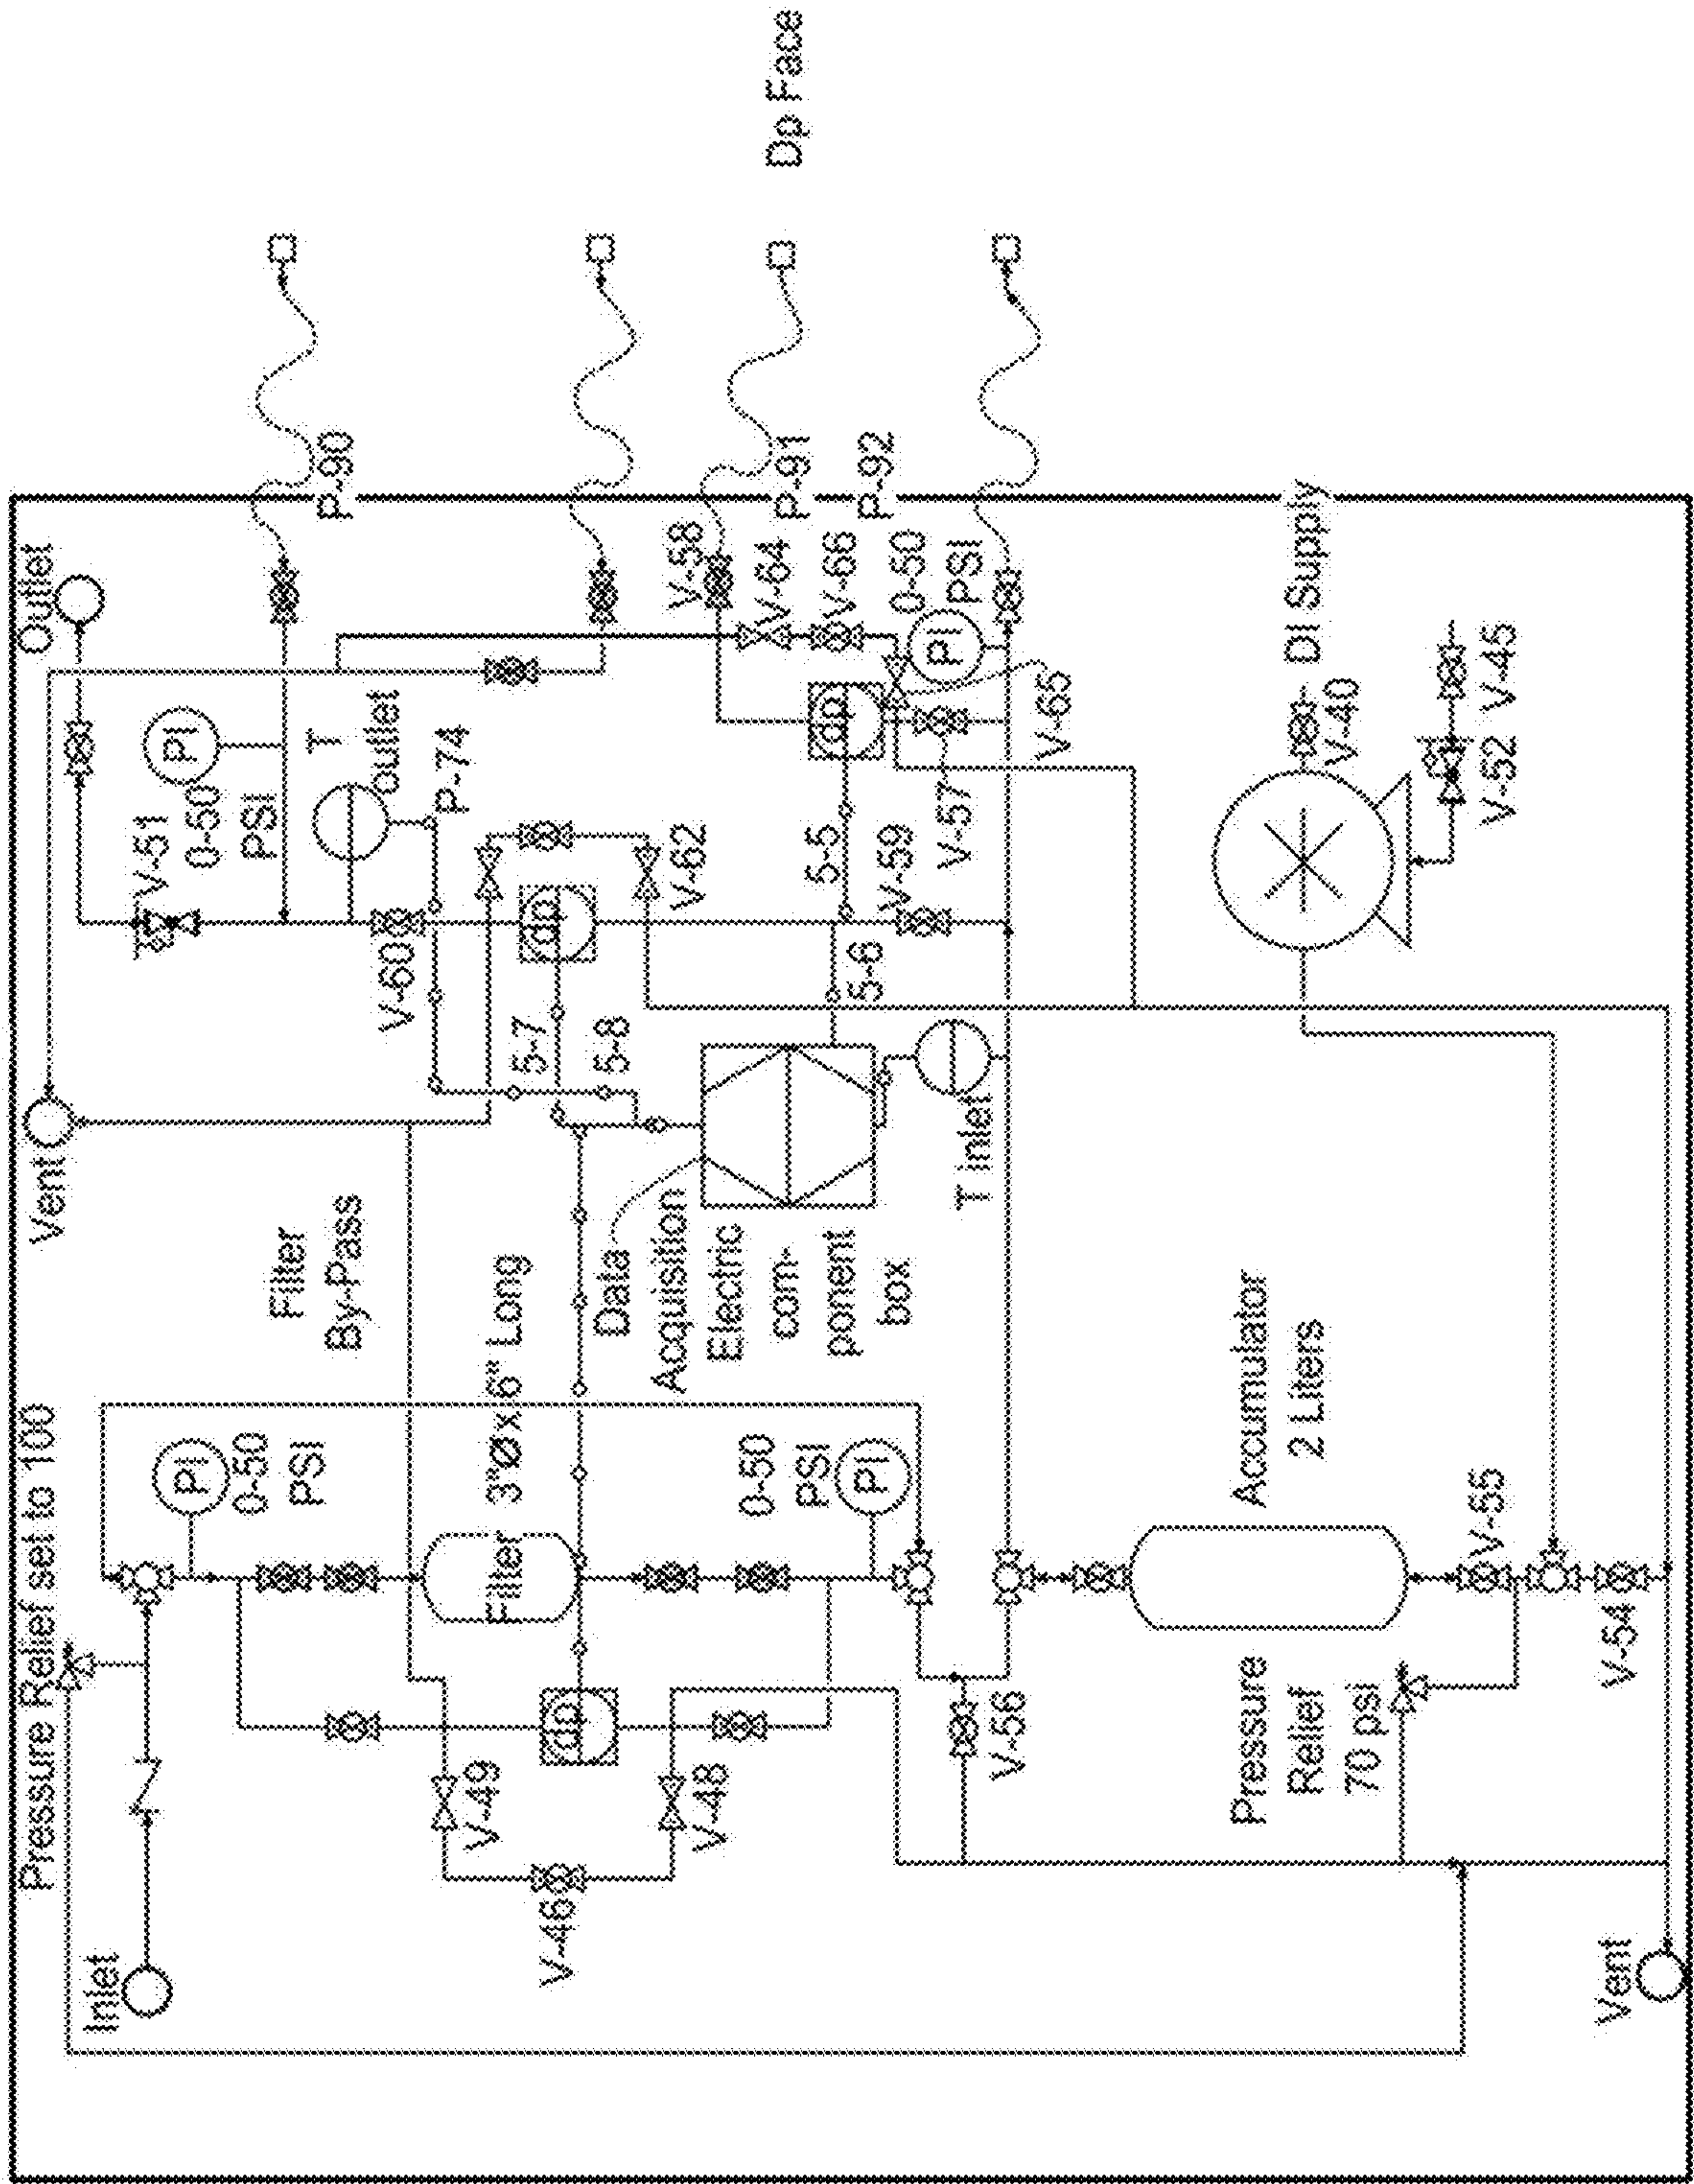 Pressure Relief set to 100
Inlet
PI
0-50
PSI
Filter
By-Pass
Vent
Outlet
V-51
PI
0-50
PSI
T
outlet
P-74
V-60
P-90
Filter
3"Ø x 6" Long
dp
V-49
V-48
V-46
0-50
PSI
PI
5-7
5-8
dp
V-62
Data
Acquisition
Electric
com-
ponent
box
T inlet
5-5
5-6
V-59
V-57
dp
V-58
V-64
V-66
0-50
PSI
PI
V-65
P-91
P-92
Dp Face
V-56
Pressure
Relief
70 psi
Accumulator
2 Liters
V-55
V-54
DI Supply
V-40
V-52
V-45
Vent